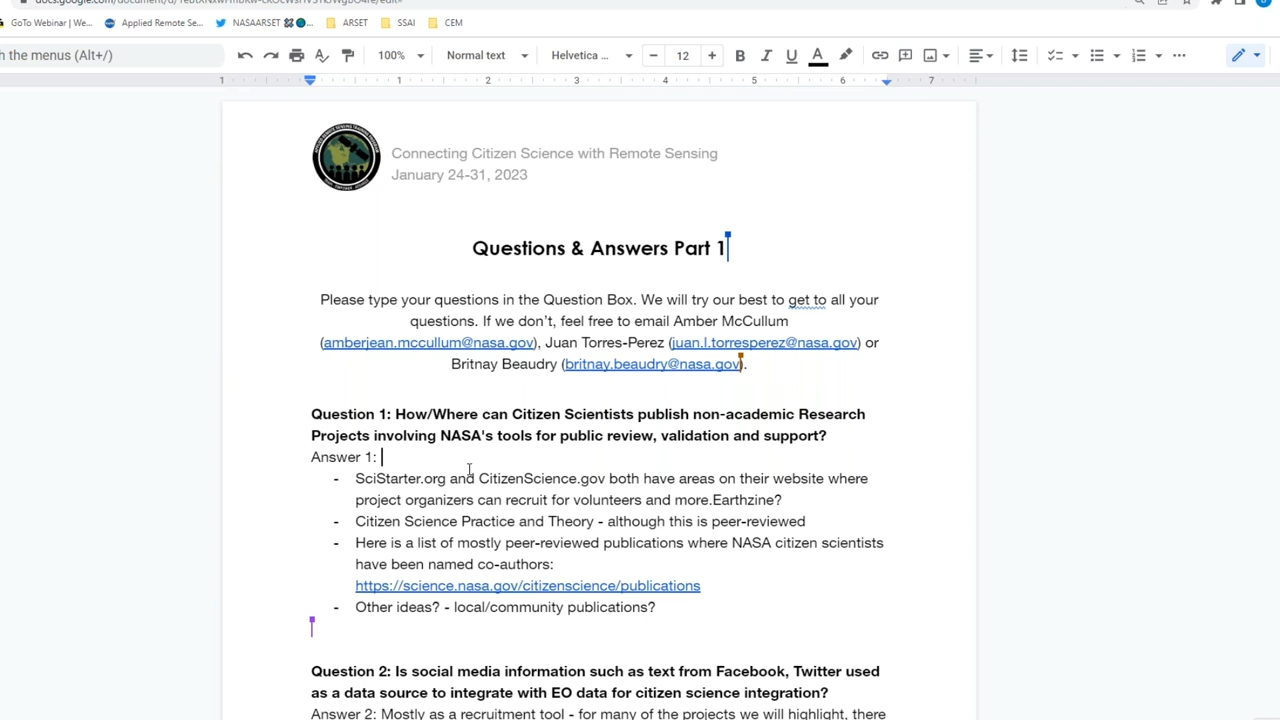 GoTo Webinar | We...
Applied Remote Se...
NASAARSET
ARSET
SSAI
CEM
h the menus (Alt+/)
100%
Normal text
Helvetica ...
12
1 1 2 3 4 5 6 7
Connecting Citizen Science with Remote Sensing
January 24-31, 2023
Questions & Answers Part 1
Please type your questions in the Question Box. We will try our best to get to all your
questions. If we don't, feel free to email Amber McCullum
(amberjean.mccullum@nasa.gov), Juan Torres-Perez (juan.l.torresperez@nasa.gov) or
Britnay Beaudry (britnay.beaudry@nasa.gov).
Question 1: How/Where can Citizen Scientists publish non-academic Research
Projects involving NASA's tools for public review, validation and support?
Answer 1:
- SciStarter.org and CitizenScience.gov both have areas on their website where
project organizers can recruit for volunteers and more.Earthzine?
- Citizen Science Practice and Theory - although this is peer-reviewed
- Here is a list of mostly peer-reviewed publications where NASA citizen scientists
have been named co-authors:
https://science.nasa.gov/citizenscience/publications
- Other ideas? - local/community publications?
Question 2: Is social media information such as text from Facebook, Twitter used
as a data source to integrate with EO data for citizen science integration?
Answer 2: Mostly as a recruitment tool - for many of the projects we will highlight, there